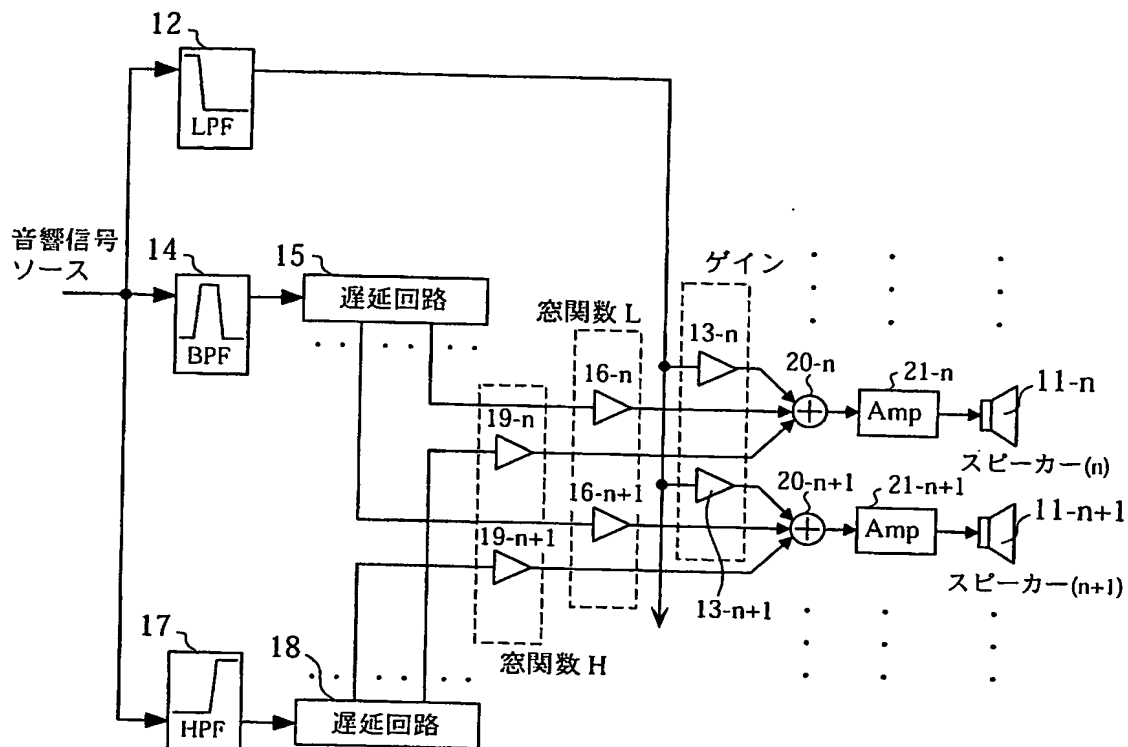 12
LPF
音響信号
ソース
14
BPF
15
遅延回路
窓関数 L
ゲイン
13-n
16-n
20-n
21-n
Amp
11-n
スピーカー(n)
19-n
16-n+1
20-n+1
21-n+1
Amp
11-n+1
スピーカー(n+1)
19-n+1
13-n+1
窓関数 H
17
HPF
18
遅延回路